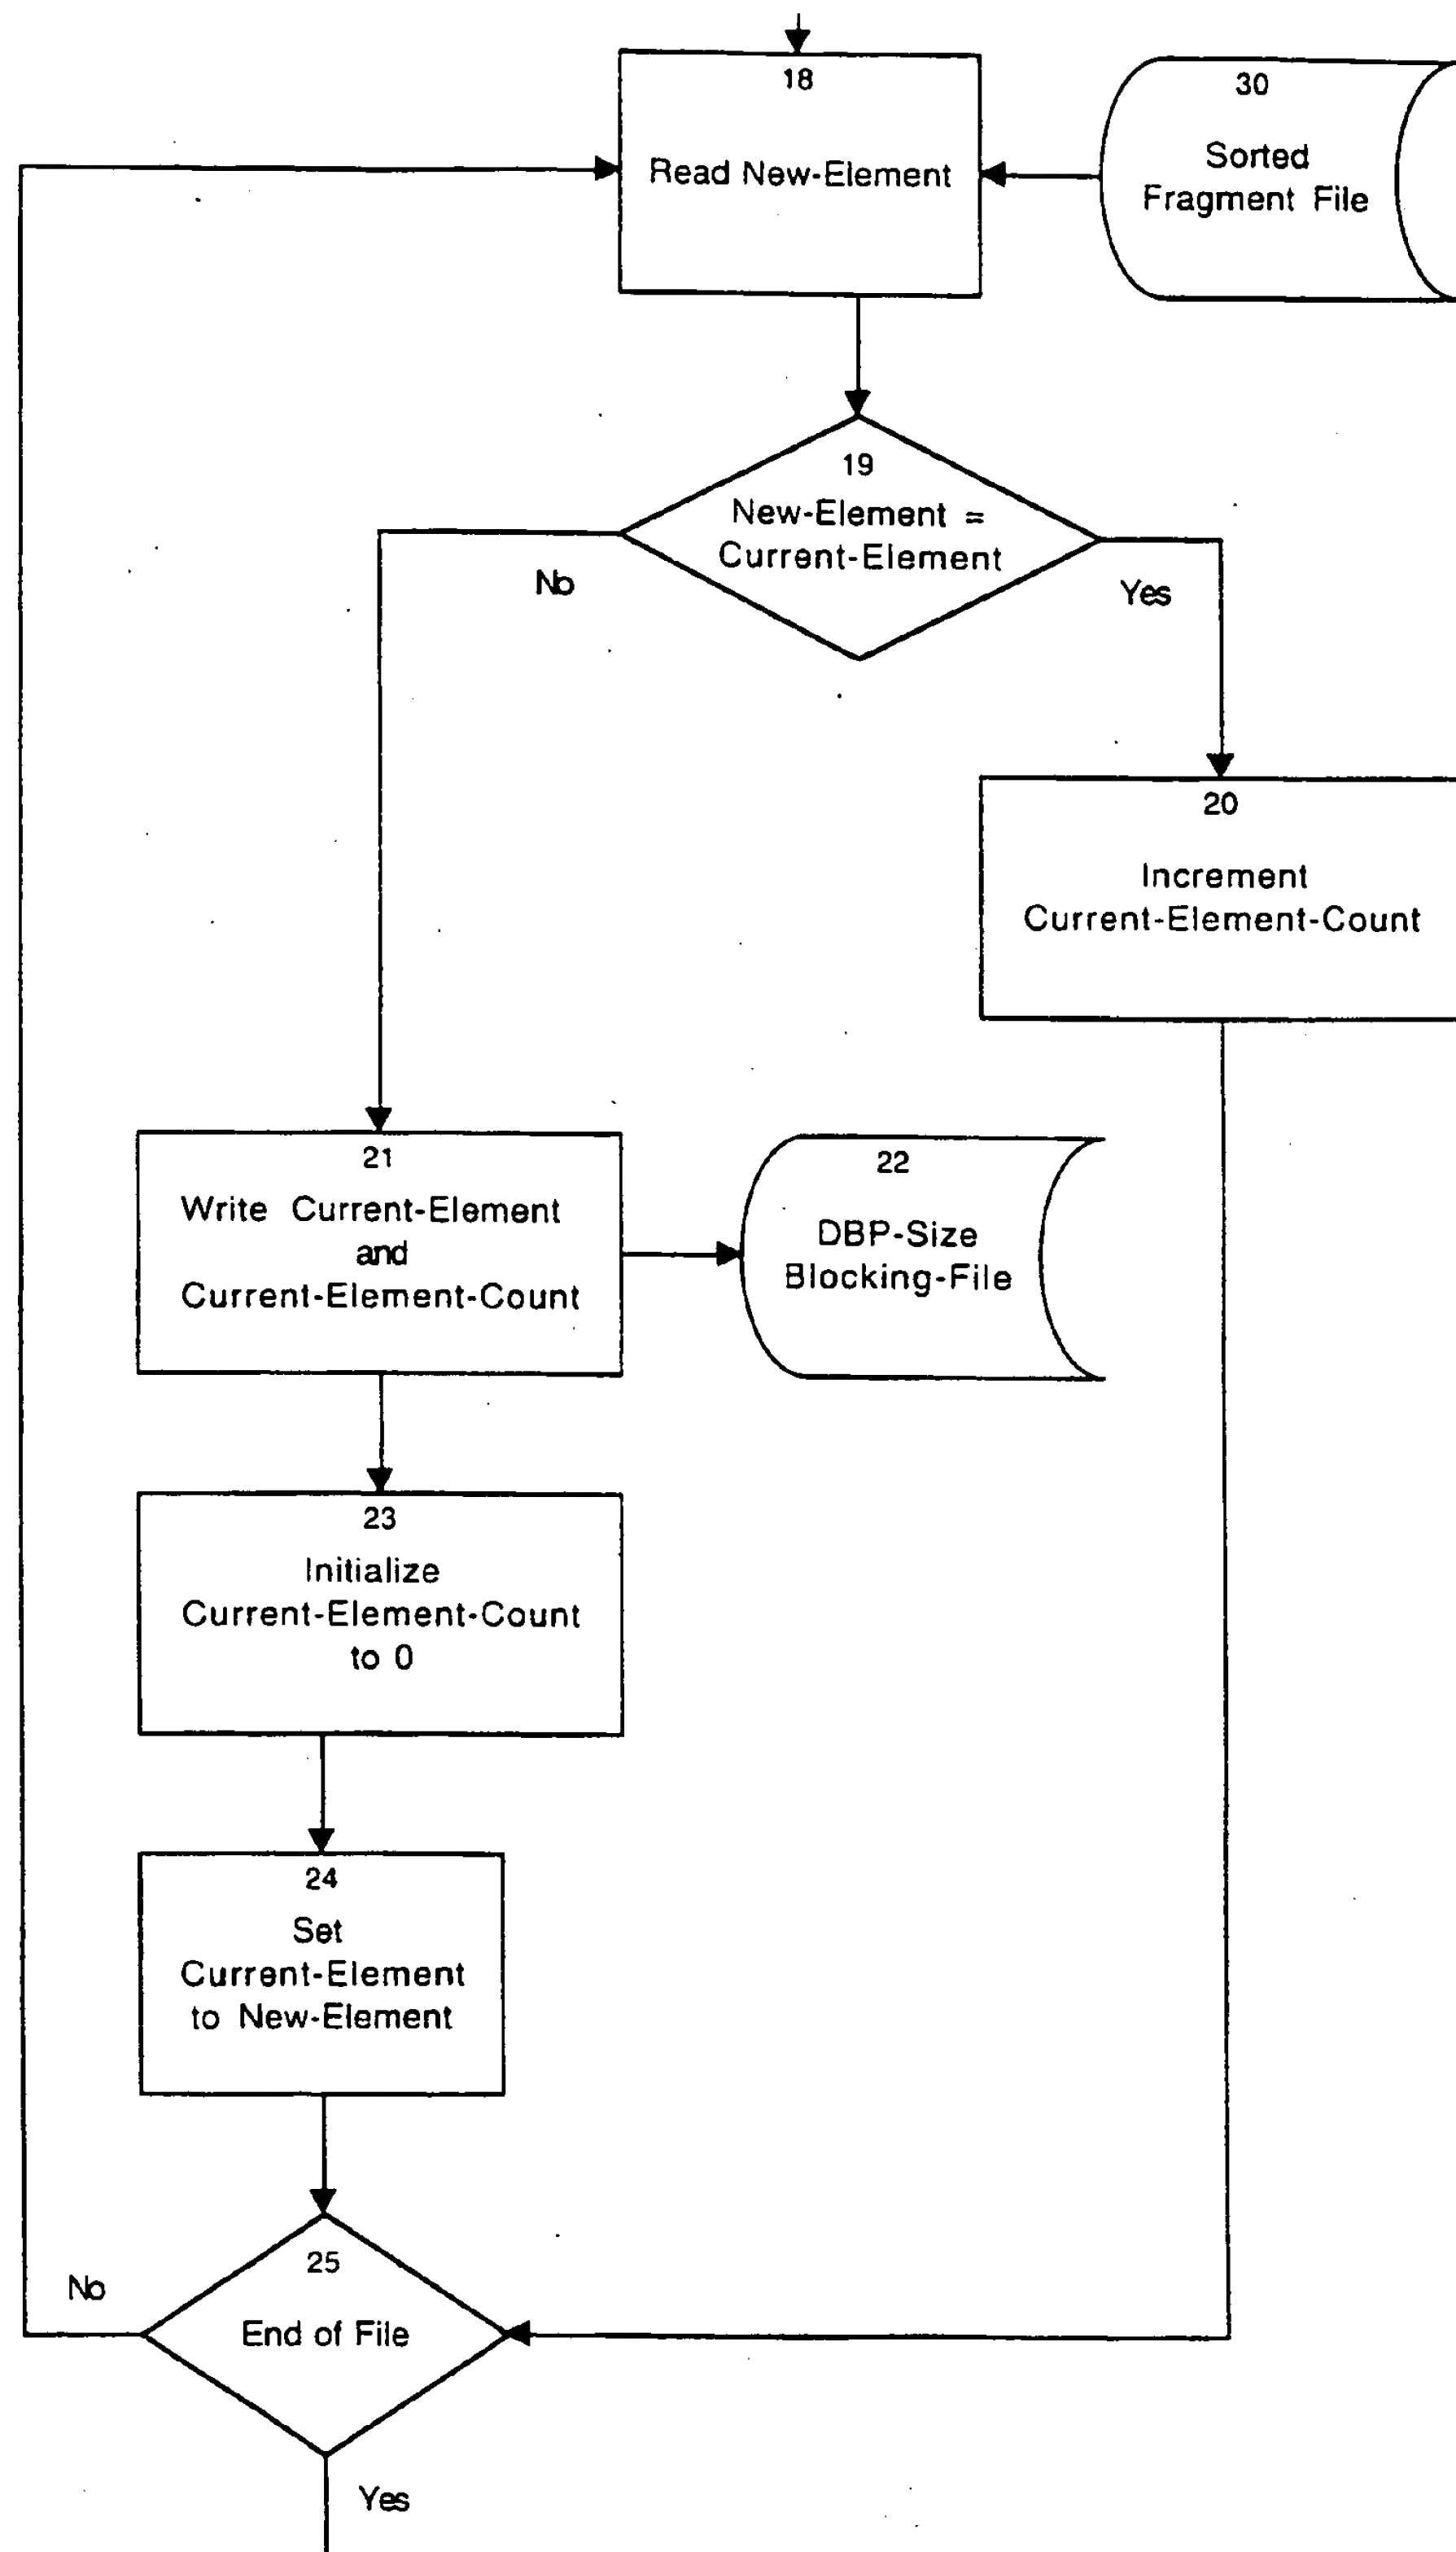 18
Read New-Element
30
Sorted
Fragment File
19
New-Element =
Current-Element
No
Yes
20
Increment
Current-Element-Count
21
Write Current-Element
and
Current-Element-Count
22
DBP-Size
Blocking-File
23
Initialize
Current-Element-Count
to 0
24
Set
Current-Element
to New-Element
25
End of File
No
Yes